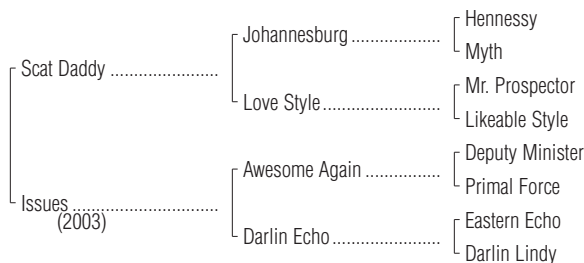 Hennessy
Johannesburg ....................
Myth
Scat Daddy ........................
Mr. Prospector
Love Style ..........................
Likeable Style
Deputy Minister
Awesome Again .................
Primal Force
Issues ................................
(2003)
Eastern Echo
Darlin Echo ........................
Darlin Lindy